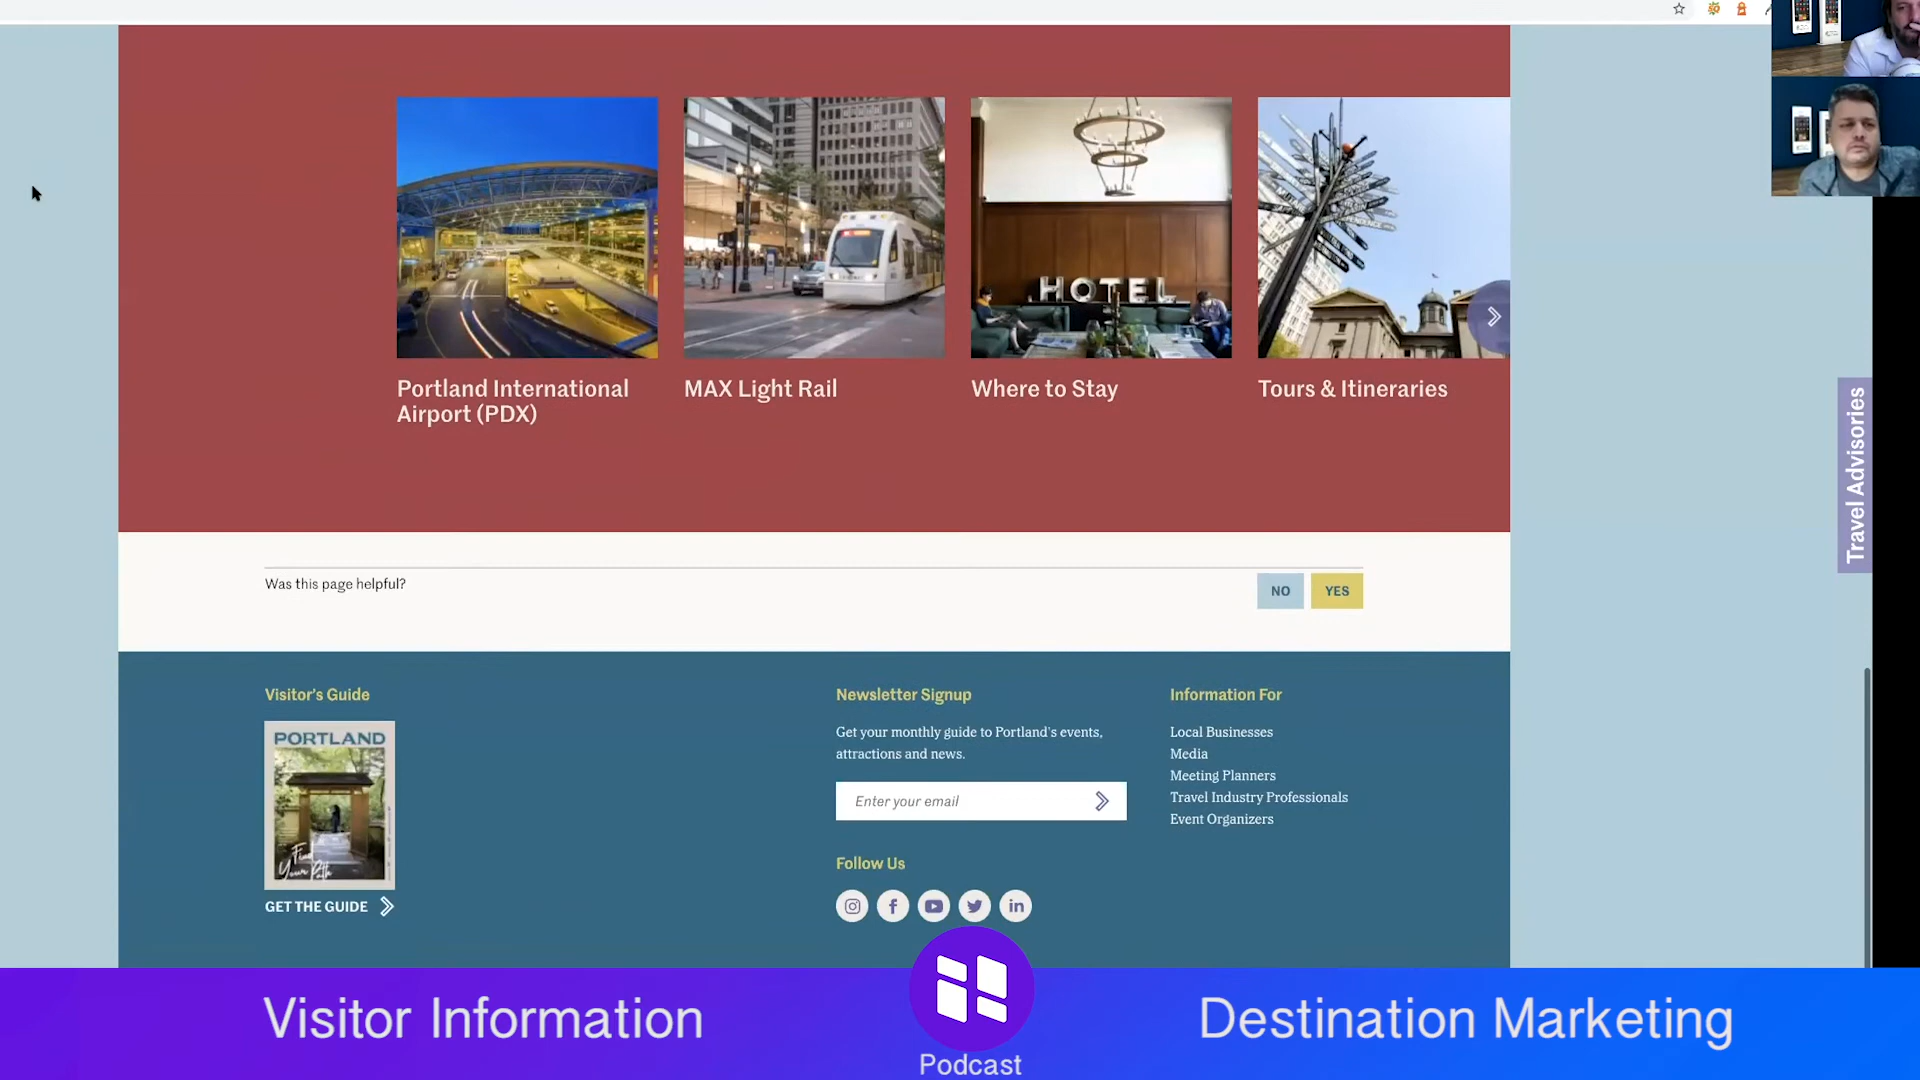 HOTEL
Portland International
Airport (PDX)
MAX Light Rail
Where to Stay
Tours & Itineraries
Travel Advisories
Was this page helpful?
NO
YES
Visitor's Guide
PORTLAND
Find
Your Path
GET THE GUIDE
Newsletter Signup
Get your monthly guide to Portland's events,
attractions and news.
Enter your email
Follow Us
Information For
Local Businesses
Media
Meeting Planners
Travel Industry Professionals
Event Organizers
Visitor Information
Podcast
Destination Marketing